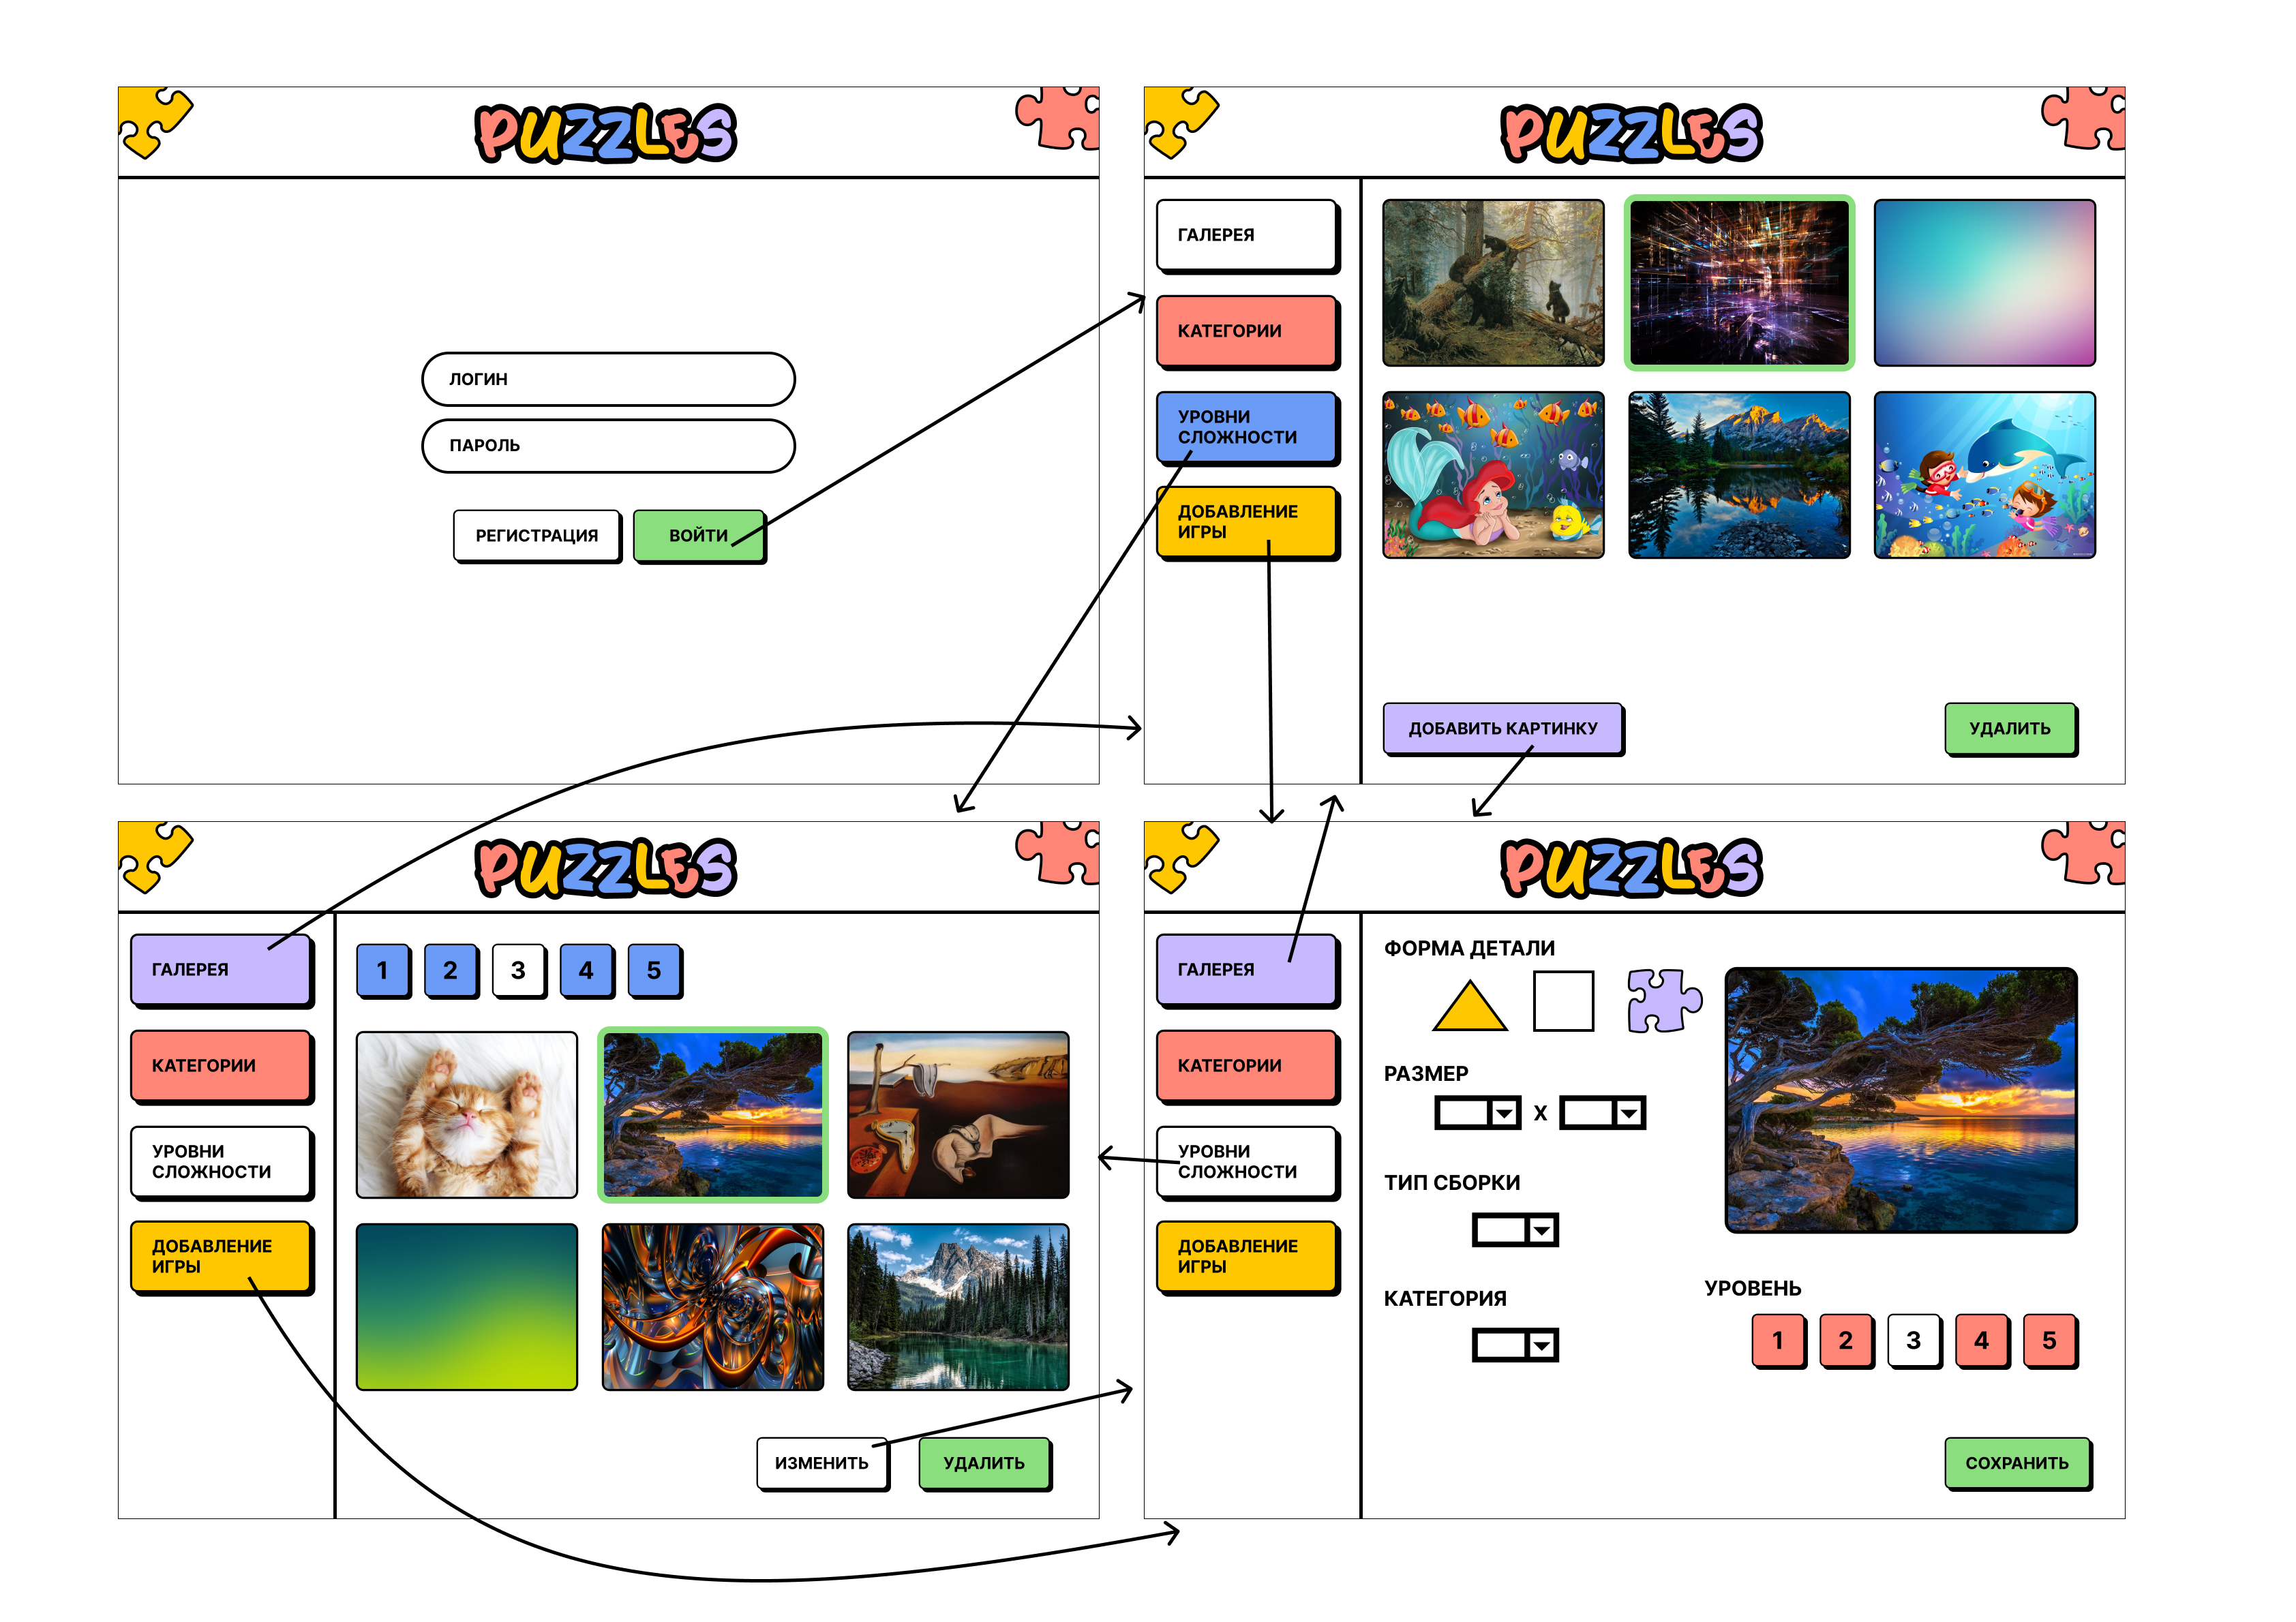 PUZZLES
ЛОГИН
ПАРОЛЬ
РЕГИСТРАЦИЯ
ВОЙТИ
PUZZLES
ГАЛЕРЕЯ
КАТЕГОРИИ
УРОВНИ
СЛОЖНОСТИ
ДОБАВЛЕНИЕ
ИГРЫ
ДОБАВИТЬ КАРТИНКУ
УДАЛИТЬ
PUZZLES
ГАЛЕРЕЯ
КАТЕГОРИИ
УРОВНИ
СЛОЖНОСТИ
ДОБАВЛЕНИЕ
ИГРЫ
1 2 3 4 5
ИЗМЕНИТЬ
УДАЛИТЬ
PUZZLES
ГАЛЕРЕЯ
КАТЕГОРИИ
УРОВНИ
СЛОЖНОСТИ
ДОБАВЛЕНИЕ
ИГРЫ
ФОРМА ДЕТАЛИ
РАЗМЕР
X
ТИП СБОРКИ
КАТЕГОРИЯ
УРОВЕНЬ
1 2 3 4 5
СОХРАНИТЬ